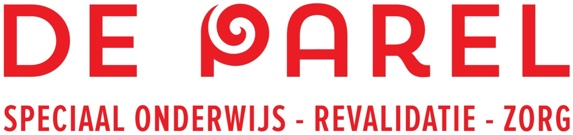 DE PAREL
SPECIAAL ONDERWIJS - REVALIDATIE - ZORG